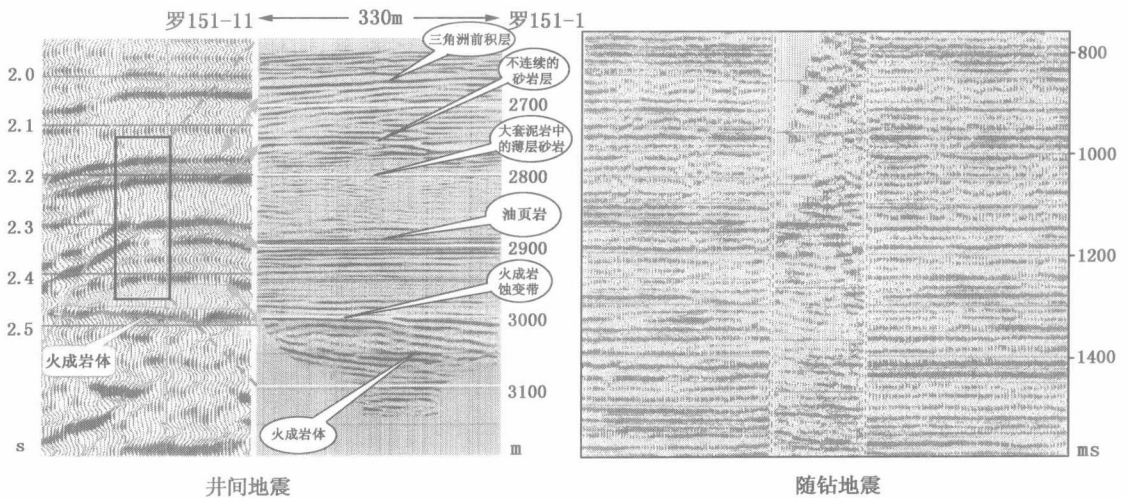 罗151-11
330m
罗151-1
三角洲前积层
不连续的
砂岩层
大套泥岩中
的薄层砂岩
油页岩
火成岩
蚀变带
火成岩体
火成岩体
2.0
2.1
2.2
2.3
2.4
2.5
s
2700
2800
2900
3000
3100
m
800
1000
1200
1400
ms
井间地震
随钻地震